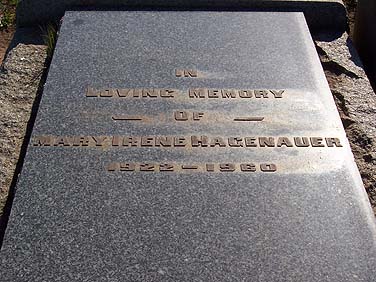 IN
LOVING MEMORY
OF
MARY IRENE HAGENAUER
1922 – 1960